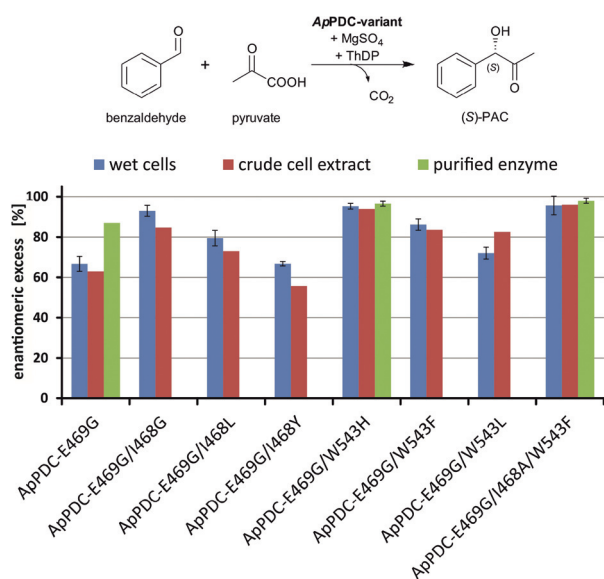 O
OH
ApPDC-variant
+ MgSO4
+ ThDP
O
+
COOH
(S)
O
CO2
benzaldehyde
pyruvate
(S)-PAC
wet cells
crude cell extract
purified enzyme
enantiomeric excess [%]
100
80
60
40
20
0
ApPDC-E469G
ApPDC-E469G/I468G
ApPDC-E469G/I468L
ApPDC-E469G/I468Y
ApPDC-E469G/W543H
ApPDC-E469G/W543F
ApPDC-E469G/W543L
ApPDC-E469G/I468A/W543F